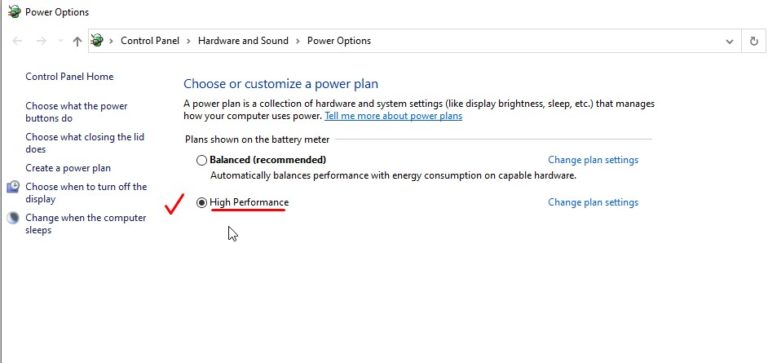 Power Options
Control Panel > Hardware and Sound > Power Options
Control Panel Home
Choose what the power
buttons do
Choose what closing the lid
does
Create a power plan
Choose when to turn off the
display
Change when the computer
sleeps
Choose or customize a power plan
A power plan is a collection of hardware and system settings (like display brightness, sleep, etc.) that manages
how your computer uses power. Tell me more about power plans
Plans shown on the battery meter
Balanced (recommended) Change plan settings
Automatically balances performance with energy consumption on capable hardware.
High Performance Change plan settings